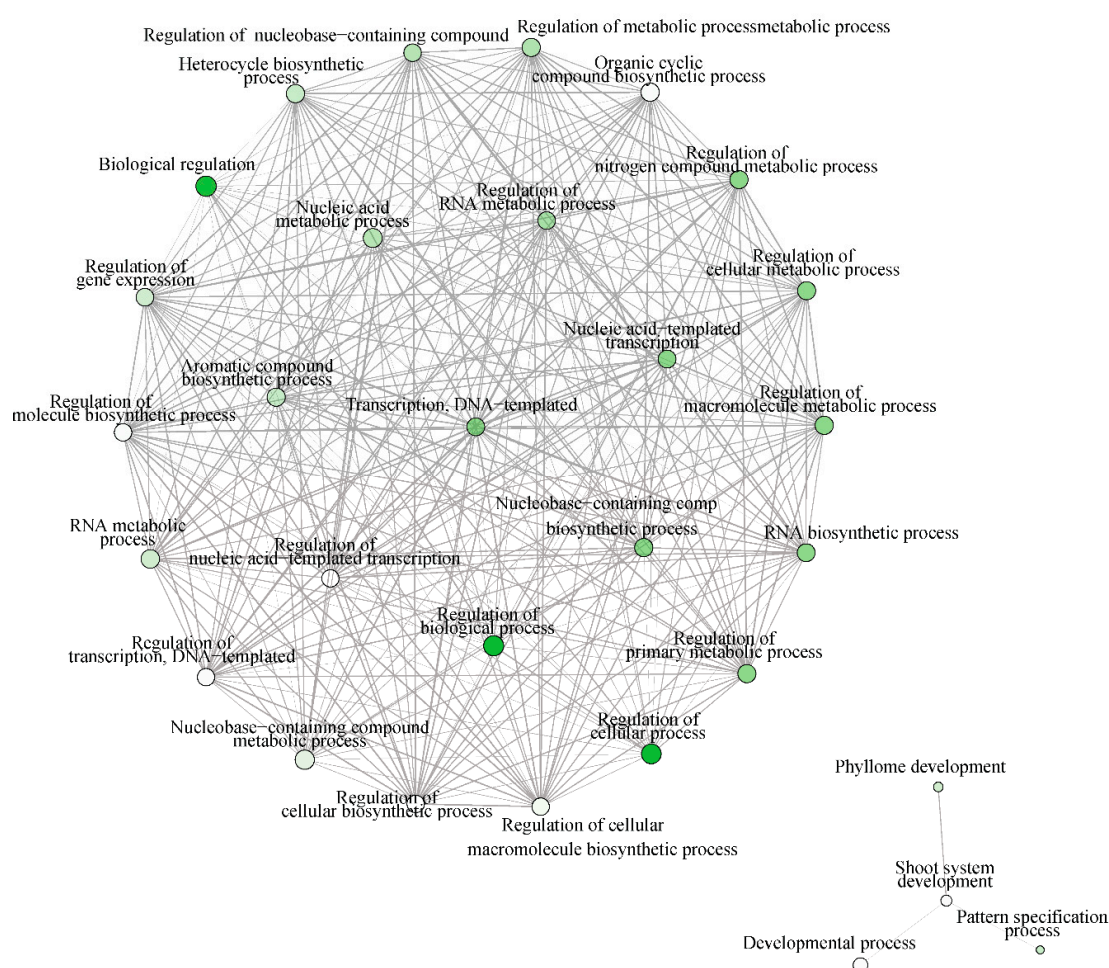 Regulation of nucleobase−containing compound
Regulation of metabolic processmetabolic process
Heterocycle biosynthetic
process
Organic cyclic
compound biosynthetic process
Biological regulation
Regulation of
nitrogen compound metabolic process
Nucleic acid
metabolic process
Regulation of
RNA metabolic process
Regulation of
gene expression
Regulation of
cellular metabolic process
Nucleic acid−templated
transcription
Aromatic compound
biosynthetic process
Regulation of
molecule biosynthetic process
Transcription, DNA−templated
Regulation of
macromolecule metabolic process
Nucleobase−containing comp
biosynthetic process
RNA metabolic
process
Regulation of
nucleic acid−templated transcription
RNA biosynthetic process
Regulation of
biological process
Regulation of
transcription, DNA−templated
Regulation of
primary metabolic process
Nucleobase−containing compound
metabolic process
Regulation of
cellular process
Regulation of
cellular biosynthetic process
Regulation of cellular
macromolecule biosynthetic process
Phyllome development
Shoot system
development
Pattern specification
process
Developmental process